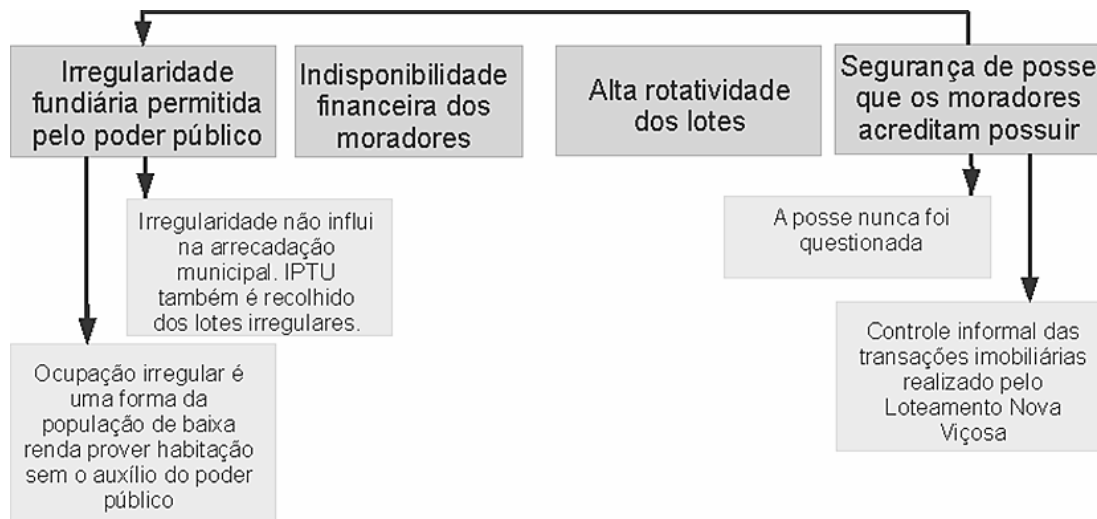 Irregularidade
fundiária permitida
pelo poder público
Indisponibilidade
financeira dos
moradores
Alta rotatividade
dos lotes
Segurança de posse
que os moradores
acreditam possuir
Irregularidade não influi
na arrecadação
municipal. IPTU
também é recolhido
dos lotes irregulares.
A posse nunca foi
questionada
Ocupação irregular é
uma forma da
população de baixa
renda prover habitação
sem o auxílio do poder
público
Controle informal das
transações imobiliárias
realizado pelo
Loteamento Nova
Viçosa